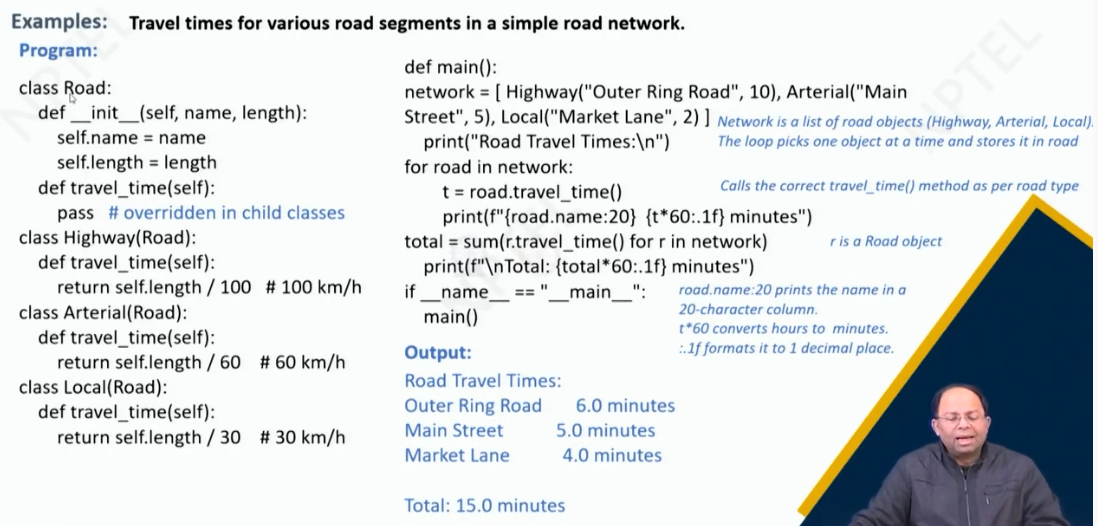 Examples: Travel times for various road segments in a simple road network.
Program:
class Road:
def __init__(self, name, length):
self.name = name
self.length = length
def travel_time(self):
pass # overridden in child classes
class Highway(Road):
def travel_time(self):
return self.length / 100 # 100 km/h
class Arterial(Road):
def travel_time(self):
return self.length / 60 # 60 km/h
class Local(Road):
def travel_time(self):
return self.length / 30 # 30 km/h
def main():
network = [ Highway("Outer Ring Road", 10), Arterial("Main
Street", 5), Local("Market Lane", 2) ] Network is a list of road objects (Highway, Arterial, Local).
print("Road Travel Times:\n") The loop picks one object at a time and stores it in road
for road in network:
t = road.travel_time() Calls the correct travel_time() method as per road type
print(f"{road.name:20} {t*60:.1f} minutes")
total = sum(r.travel_time() for r in network) r is a Road object
print(f"\nTotal: {total*60:.1f} minutes")
if __name__ == "__main__": road.name:20 prints the name in a
main() 20-character column.
t*60 converts hours to minutes.
:.1f formats it to 1 decimal place.
Output:
Road Travel Times:
Outer Ring Road 6.0 minutes
Main Street 5.0 minutes
Market Lane 4.0 minutes
Total: 15.0 minutes
NPTEL
NPTEL